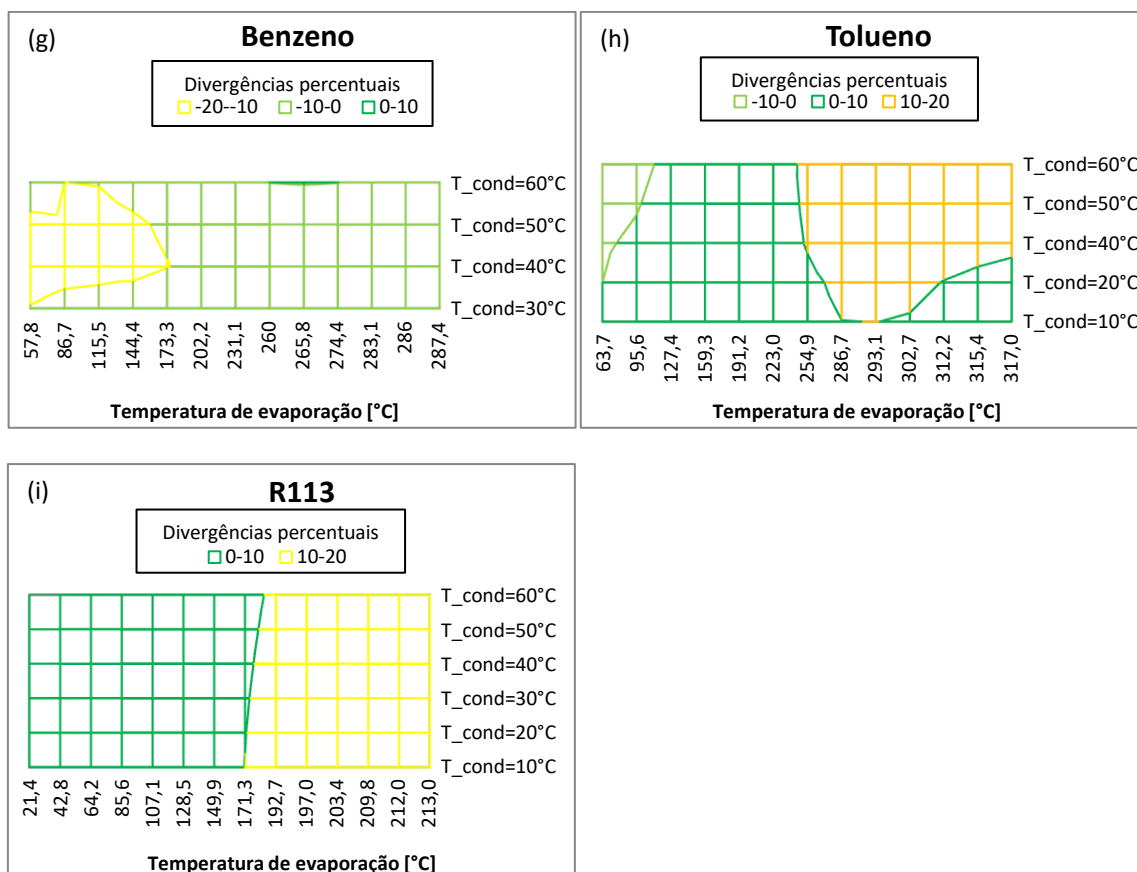 (g)
Benzeno
Divergências percentuais
-20--10 -10-0 0-10
T_cond=60°C
T_cond=50°C
T_cond=40°C
T_cond=30°C
57,8 86,7 115,5 144,4 173,3 202,2 231,1 260 265,8 274,4 283,1 286 287,4
Temperatura de evaporação [°C]
(h)
Tolueno
Divergências percentuais
-10-0 0-10 10-20
T_cond=60°C
T_cond=50°C
T_cond=40°C
T_cond=20°C
T_cond=10°C
63,7 95,6 127,4 159,3 191,2 223,0 254,9 286,7 293,1 302,7 312,2 315,4 317,0
Temperatura de evaporação [°C]
(i)
R113
Divergências percentuais
0-10 10-20
T_cond=60°C
T_cond=50°C
T_cond=40°C
T_cond=30°C
T_cond=20°C
T_cond=10°C
21,4 42,8 64,2 85,6 107,1 128,5 149,9 171,3 192,7 197,0 203,4 209,8 212,0 213,0
Temperatura de evaporação [°C]